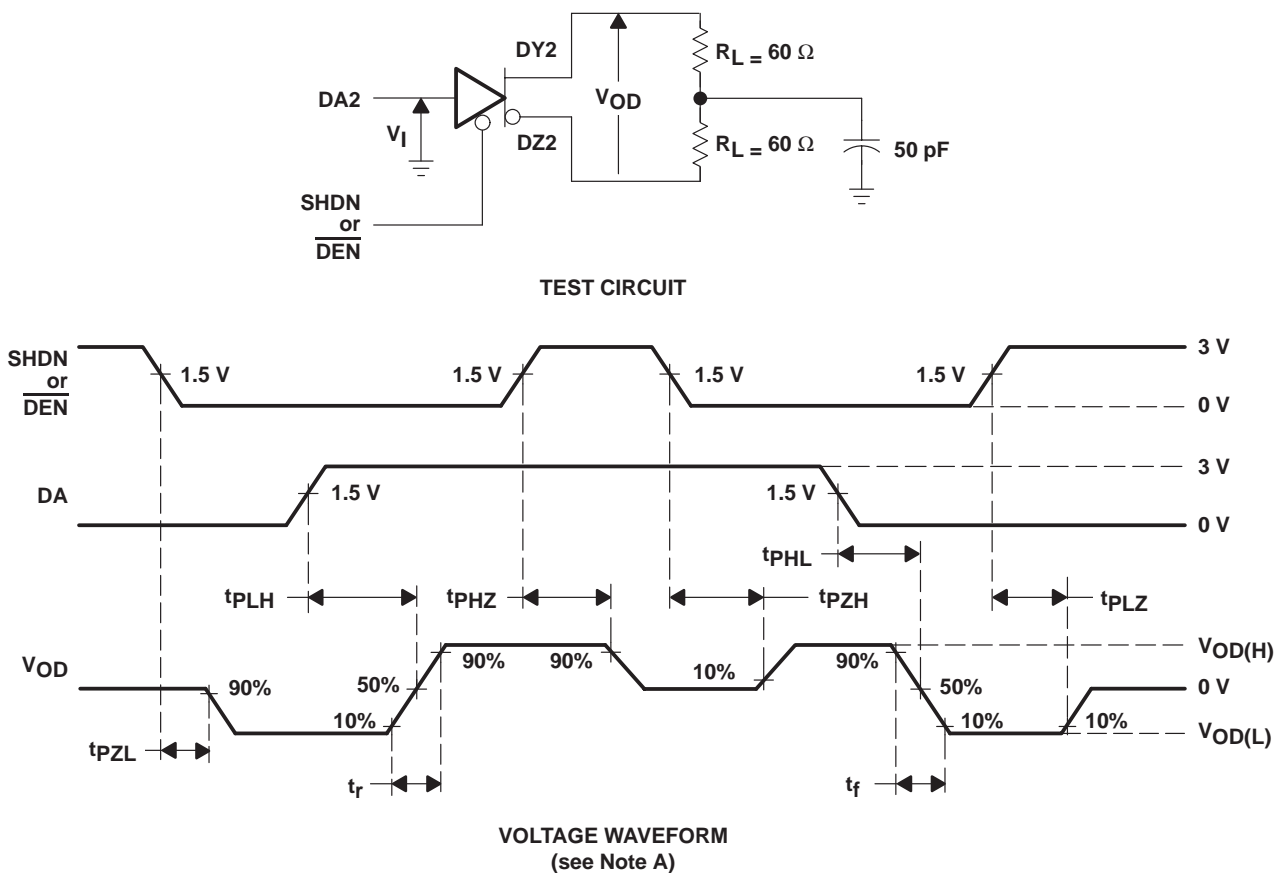 DY2
R_L = 60 Ω
DA2
V_OD
V_I
DZ2
R_L = 60 Ω
50 pF
SHDN
or
D̅E̅N̅
TEST CIRCUIT
SHDN
or
D̅E̅N̅
1.5 V
1.5 V
1.5 V
1.5 V
3 V
0 V
DA
1.5 V
1.5 V
3 V
0 V
t_PHL
t_PLH
t_PHZ
t_PZH
t_PLZ
V_OD
90%
50%
10%
90%
90%
10%
90%
50%
10%
10%
V_OD(H)
0 V
V_OD(L)
t_PZL
t_r
t_f
VOLTAGE WAVEFORM
(see Note A)